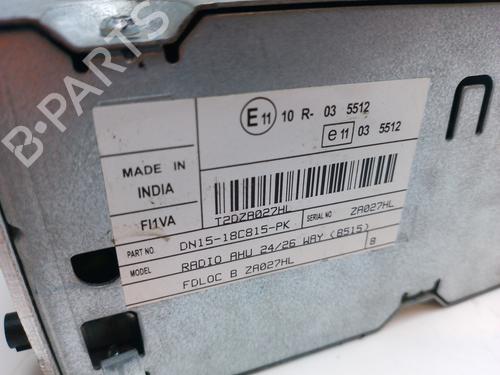 B-PARTS
E11 10 R- 03 5512
e11 03 5512
MADE IN
INDIA
FI1VA
T2DZA027HL
PART NO. DN15-18C815-PK
SERIAL NO ZA027HL
MODEL RADIO AHU 24/26 WAY (B515)
FDLOC B ZA027HL
8